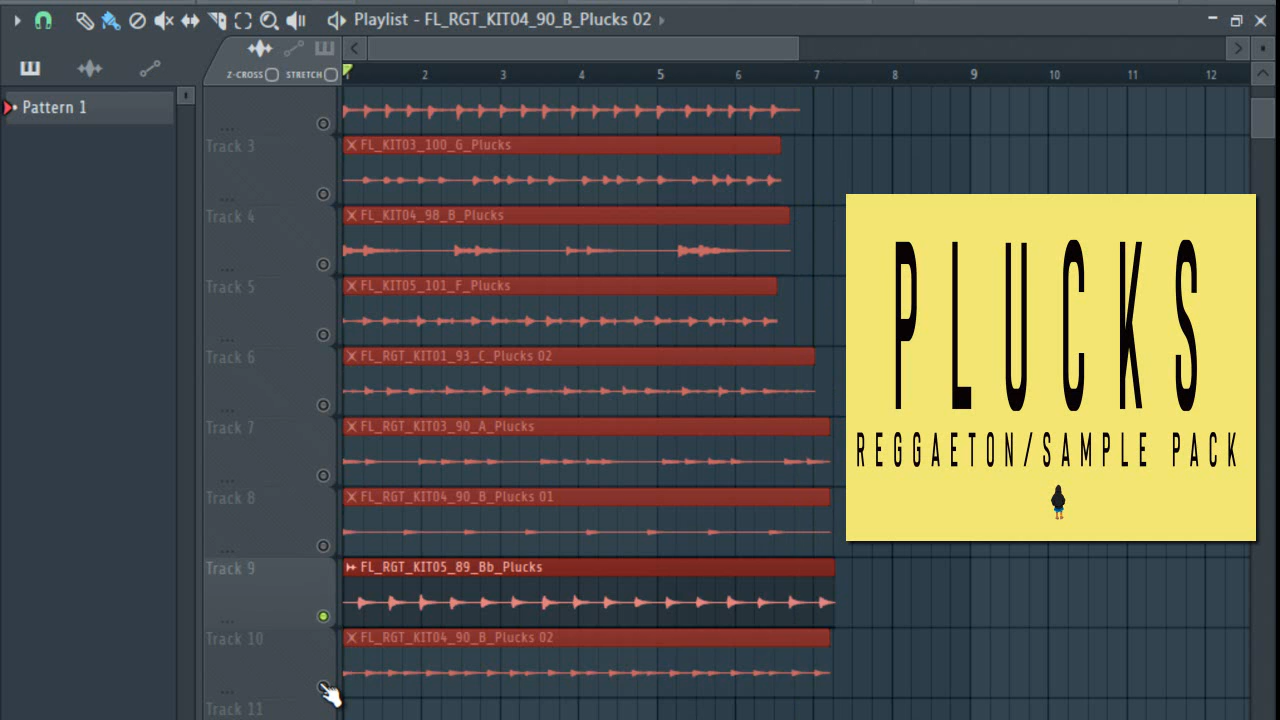 Playlist - FL_RGT_KIT04_90_B_Plucks 02
Z-CROSS STRETCH
1 2 3 4 5 6 7 8 9 10 11 12
Pattern 1
Track 3
FL_KIT03_100_G_Plucks
Track 4
FL_KIT04_98_B_Plucks
Track 5
FL_KIT05_101_F_Plucks
Track 6
FL_RGT_KIT01_93_C_Plucks 02
Track 7
FL_RGT_KIT03_90_A_Plucks
Track 8
FL_RGT_KIT04_90_B_Plucks 01
Track 9
FL_RGT_KIT05_89_Bb_Plucks
Track 10
FL_RGT_KIT04_90_B_Plucks 02
Track 11
PLUCKS
REGGAETON/SAMPLE PACK